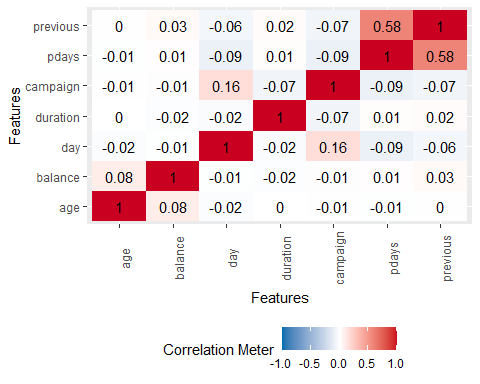 previous 0 0.03 -0.06 0.02 -0.07 0.58 1
pdays -0.01 0.01 -0.09 0.01 -0.09 1 0.58
campaign -0.01 -0.01 0.16 -0.07 1 -0.09 -0.07
duration 0 -0.02 -0.02 1 -0.07 0.01 0.02
day -0.02 -0.01 1 -0.02 0.16 -0.09 -0.06
balance 0.08 1 -0.01 -0.02 -0.01 0.01 0.03
age 1 0.08 -0.02 0 -0.01 -0.01 0
Features
age balance day duration campaign pdays previous
Features
Correlation Meter
-1.0 -0.5 0.0 0.5 1.0